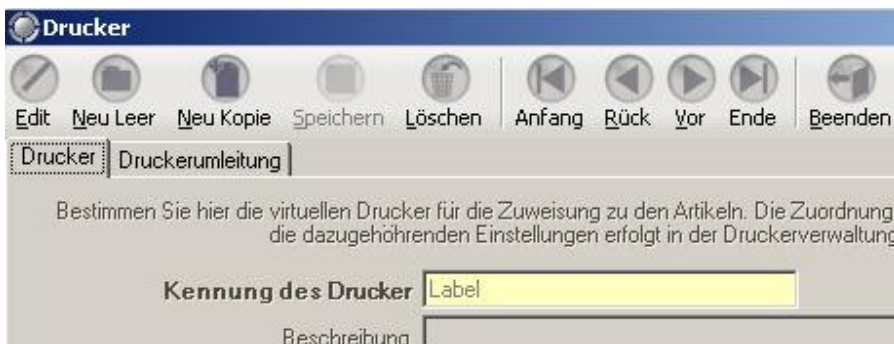 Drucker
Edit Neu Leer Neu Kopie Speichern Löschen Anfang Rück Vor Ende Beenden
Drucker Druckerumleitung
Bestimmen Sie hier die virtuellen Drucker für die Zuweisung zu den Artikeln. Die Zuordnung
die dazugehöhrenden Einstellungen erfolgt in der Druckerverwaltung
Kennung des Drucker Label
Beschreibung